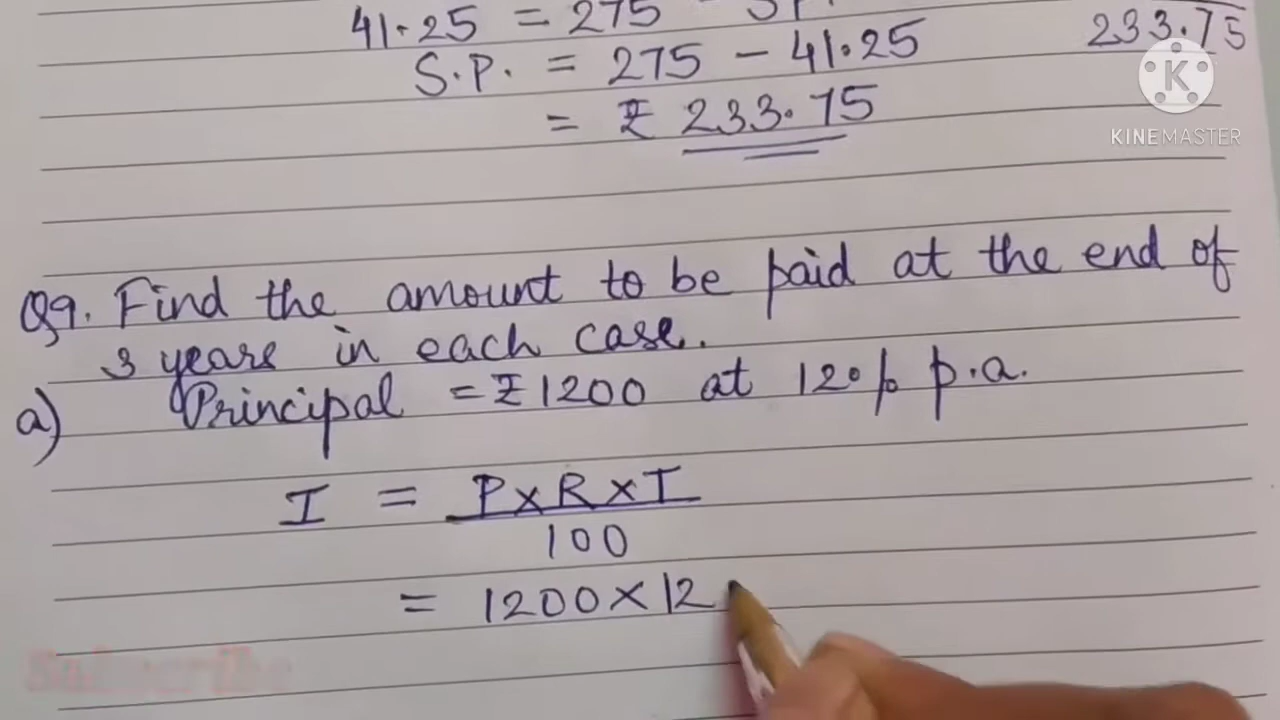 41.25 = 275 - S.P.
233.75
S.P. = 275 - 41.25
= ₹ 233.75
KINEMASTER
Q9. Find the amount to be paid at the end of
3 years in each case.
a) Principal = ₹1200 at 12% p.a.
I = P×R×T
100
= 1200×12
Subscribe